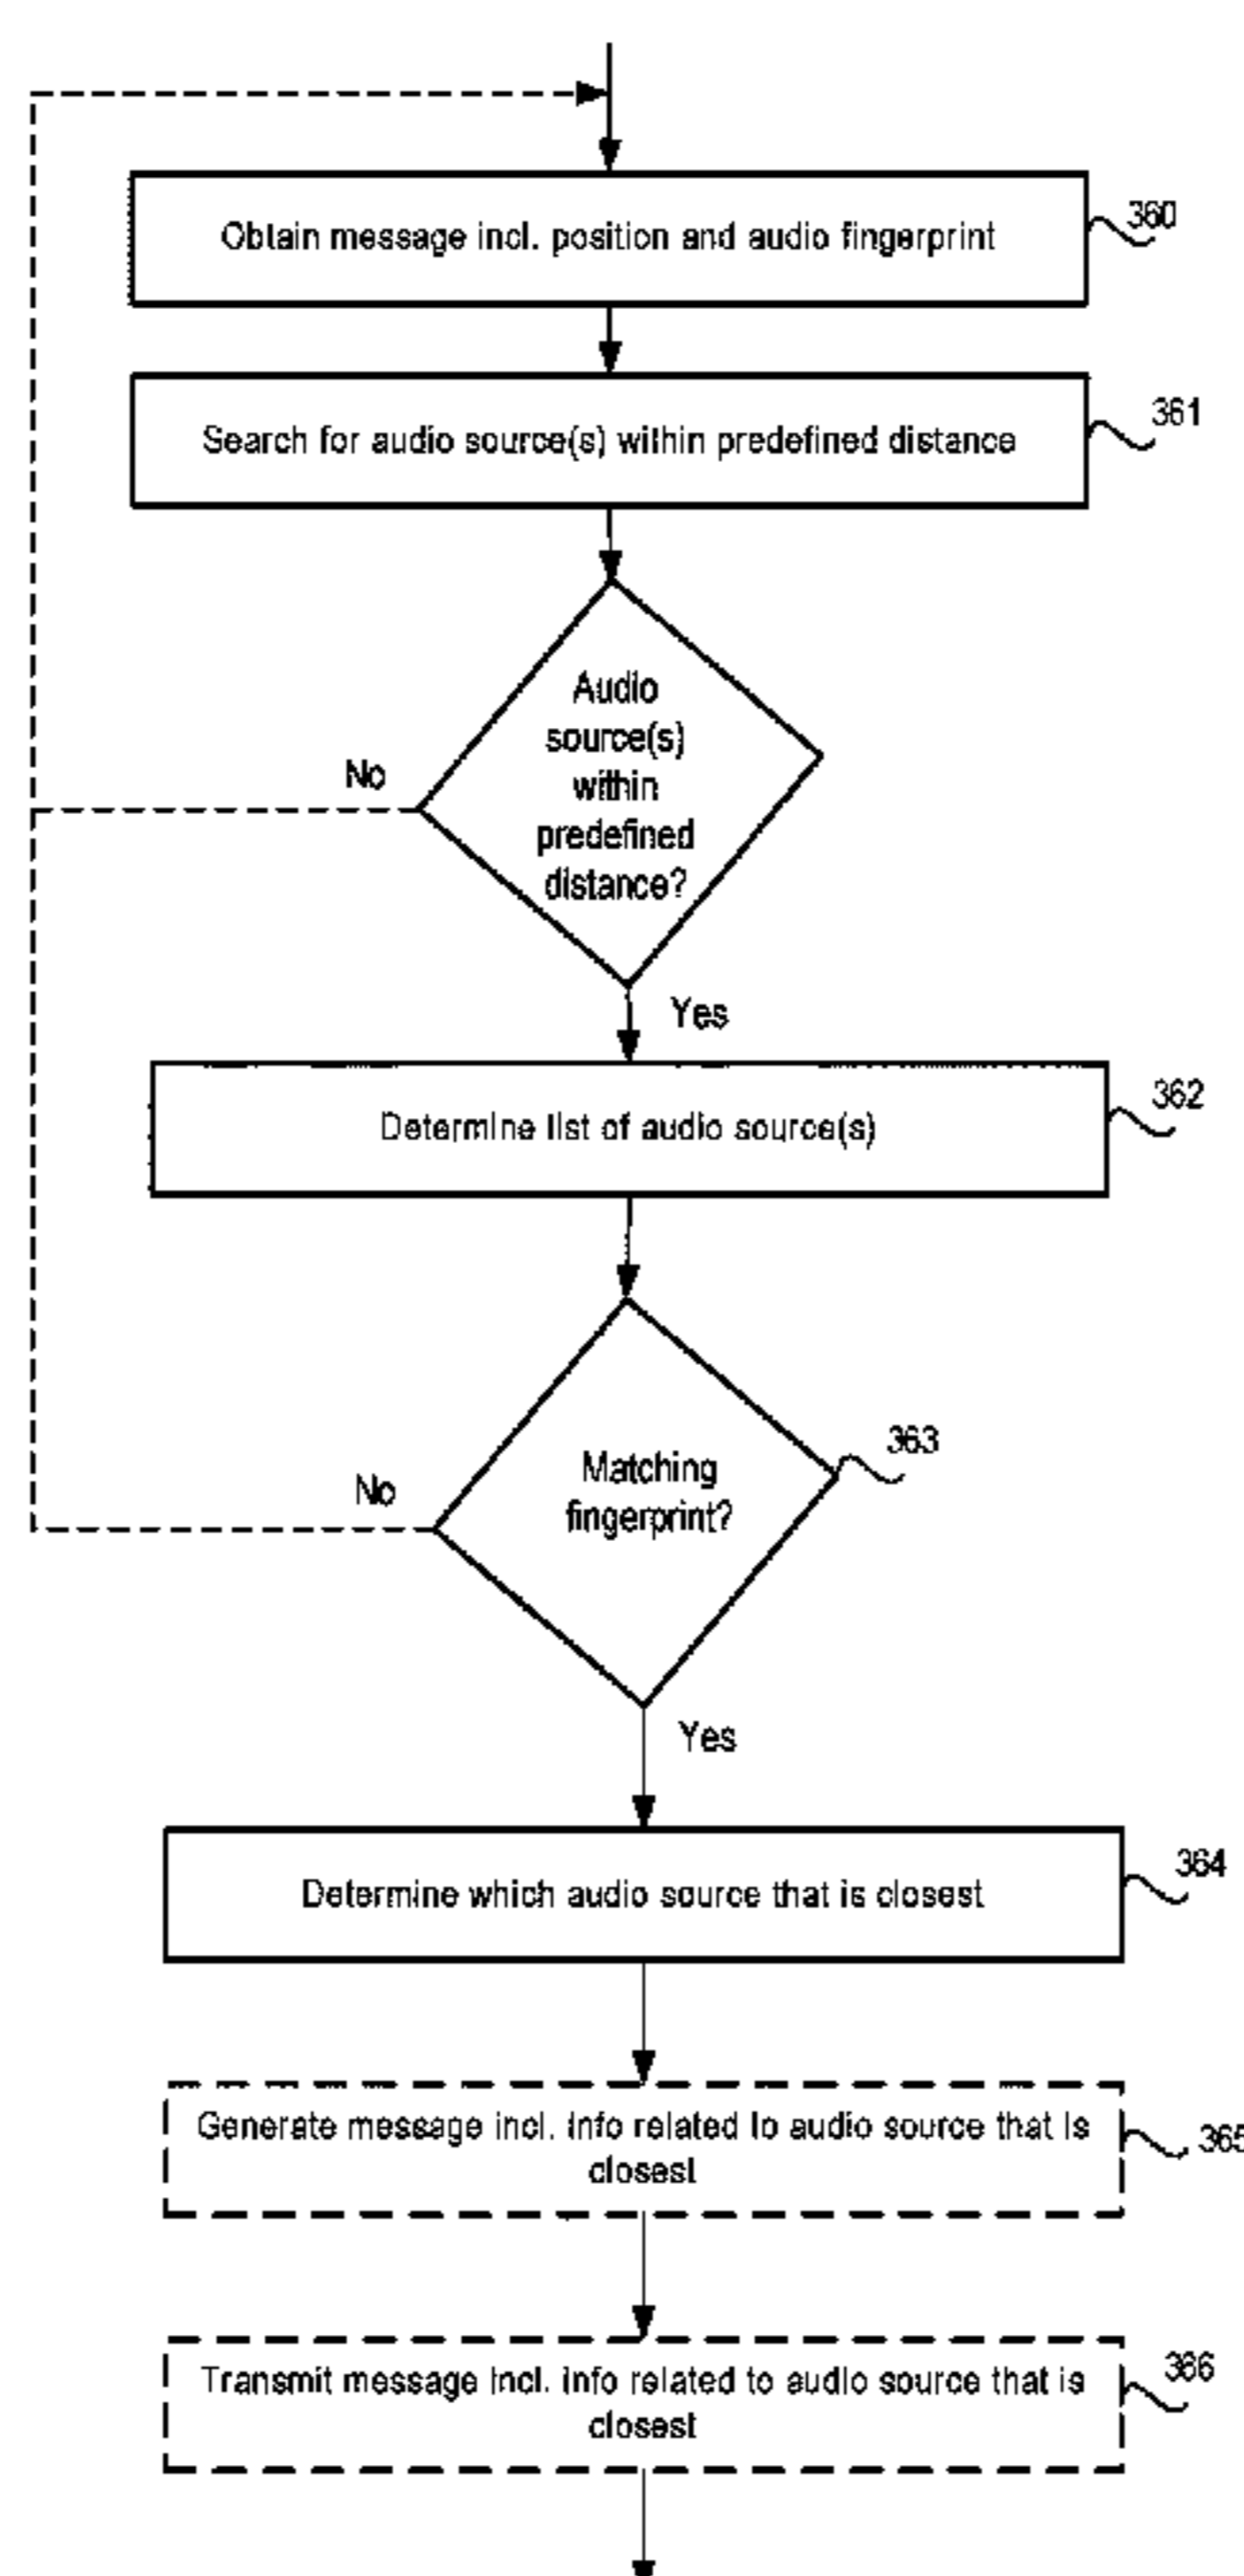 Obtain message incl. position and audio fingerprint
360
Search for audio source(s) within predefined distance
361
Audio
source(s)
within
predefined
distance?
No
Yes
Determine list of audio source(s)
362
Matching
fingerprint?
363
No
Yes
Determine which audio source that is closest
364
Generate message incl. info related to audio source that is
closest
365
Transmit message incl. info related to audio source that is
closest
366